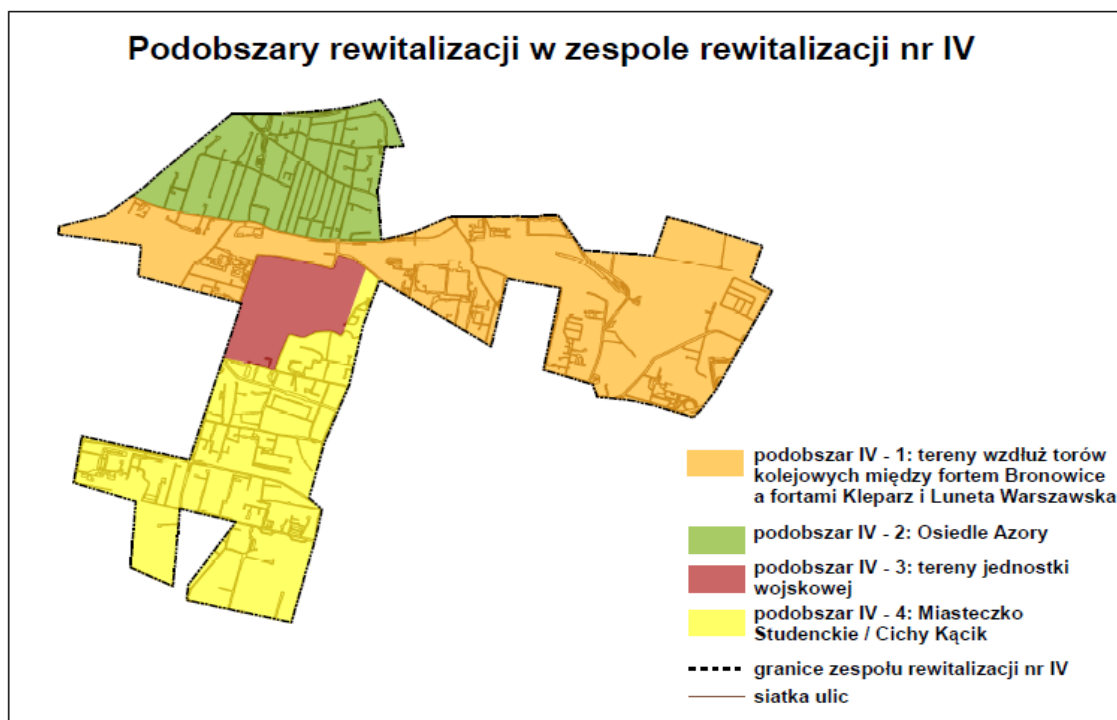 Podobszary rewitalizacji w zespole rewitalizacji nr IV
podobszar IV - 1: tereny wzdłuż torów
kolejowych między fortem Bronowice
a fortami Kleparz i Luneta Warszawska
podobszar IV - 2: Osiedle Azory
podobszar IV - 3: tereny jednostki
wojskowej
podobszar IV - 4: Miasteczko
Studenckie / Cichy Kącik
granice zespołu rewitalizacji nr IV
siatka ulic